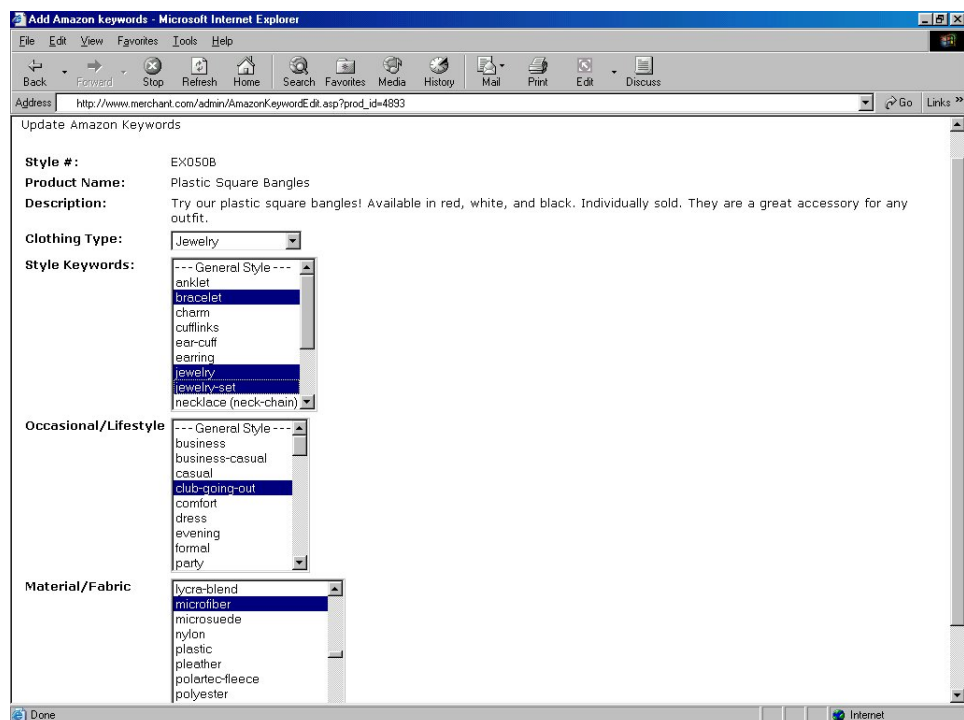 Add Amazon keywords - Microsoft Internet Explorer
File Edit View Favorites Tools Help
Back Forward Stop Refresh Home Search Favorites Media History Mail Print Edit Discuss
Address http://www.merchant.com/admin/AmazonKeywordEdit.asp?prod_id=4893 Go Links »
Update Amazon Keywords
Style #: EX050B
Product Name: Plastic Square Bangles
Description: Try our plastic square bangles! Available in red, white, and black. Individually sold. They are a great accessory for any
outfit.
Clothing Type: Jewelry
Style Keywords: --- General Style ---
anklet
bracelet
charm
cufflinks
ear-cuff
earring
jewelry
jewelry-set
necklace (neck-chain)
Occasional/Lifestyle --- General Style ---
business
business-casual
casual
club-going-out
comfort
dress
evening
formal
party
Material/Fabric lycra-blend
microfiber
microsuede
nylon
plastic
pleather
polartec-fleece
polyester
Done Internet